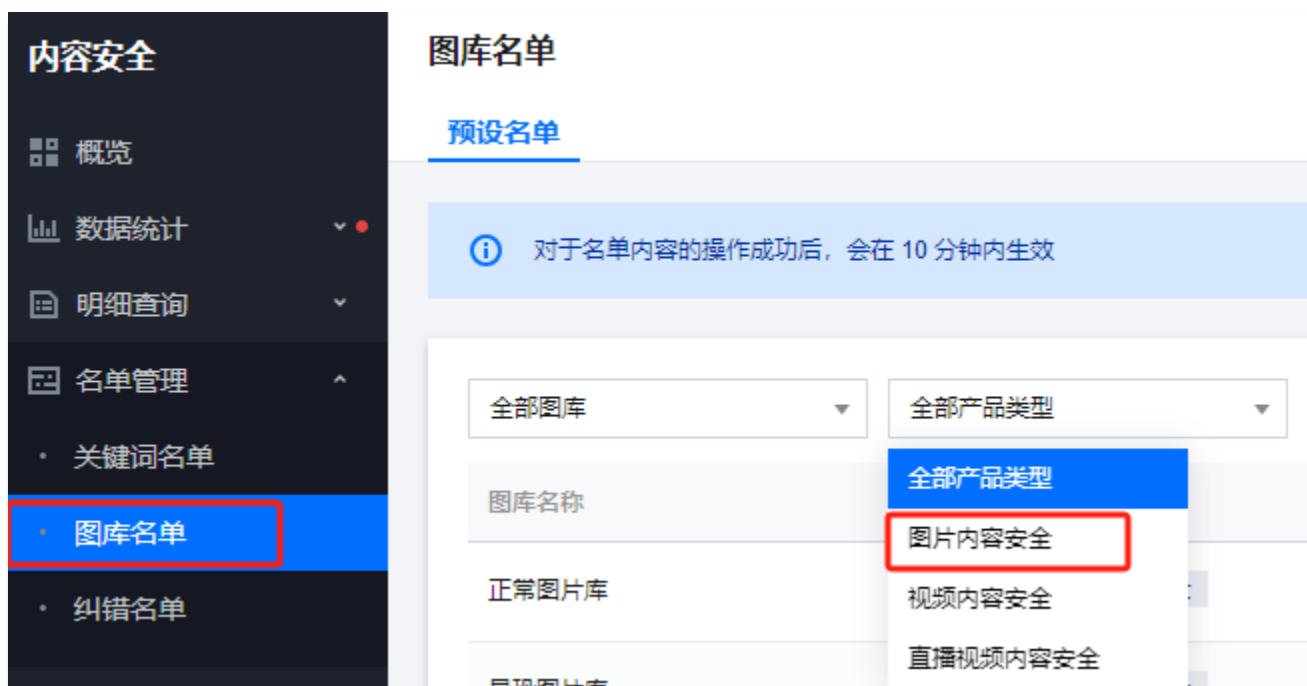 内容安全
概览
数据统计
明细查询
名单管理
关键词名单
图库名单
纠错名单
图库名单
预设名单
对于名单内容的操作成功后，会在 10 分钟内生效
全部图库
全部产品类型
图库名称
全部产品类型
图片内容安全
正常图片库
视频内容安全
直播视频内容安全